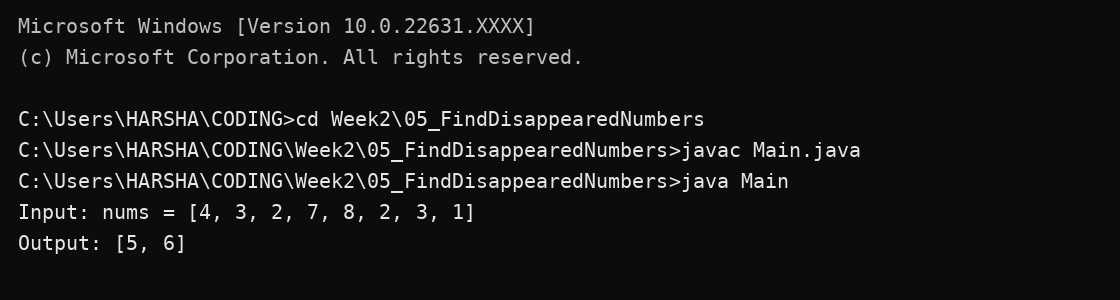 Microsoft Windows [Version 10.0.22631.XXXX]
(c) Microsoft Corporation. All rights reserved.
C:\Users\HARSHA\CODING>cd Week2\05_FindDisappearedNumbers
C:\Users\HARSHA\CODING\Week2\05_FindDisappearedNumbers>javac Main.java
C:\Users\HARSHA\CODING\Week2\05_FindDisappearedNumbers>java Main
Input: nums = [4, 3, 2, 7, 8, 2, 3, 1]
Output: [5, 6]